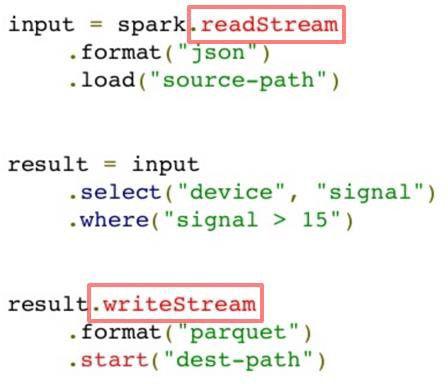 input = spark.readStream
.format("json")
.load("source-path")
result = input
.select("device", "signal")
.where("signal > 15")
result.writeStream
.format("parquet")
.start("dest-path")